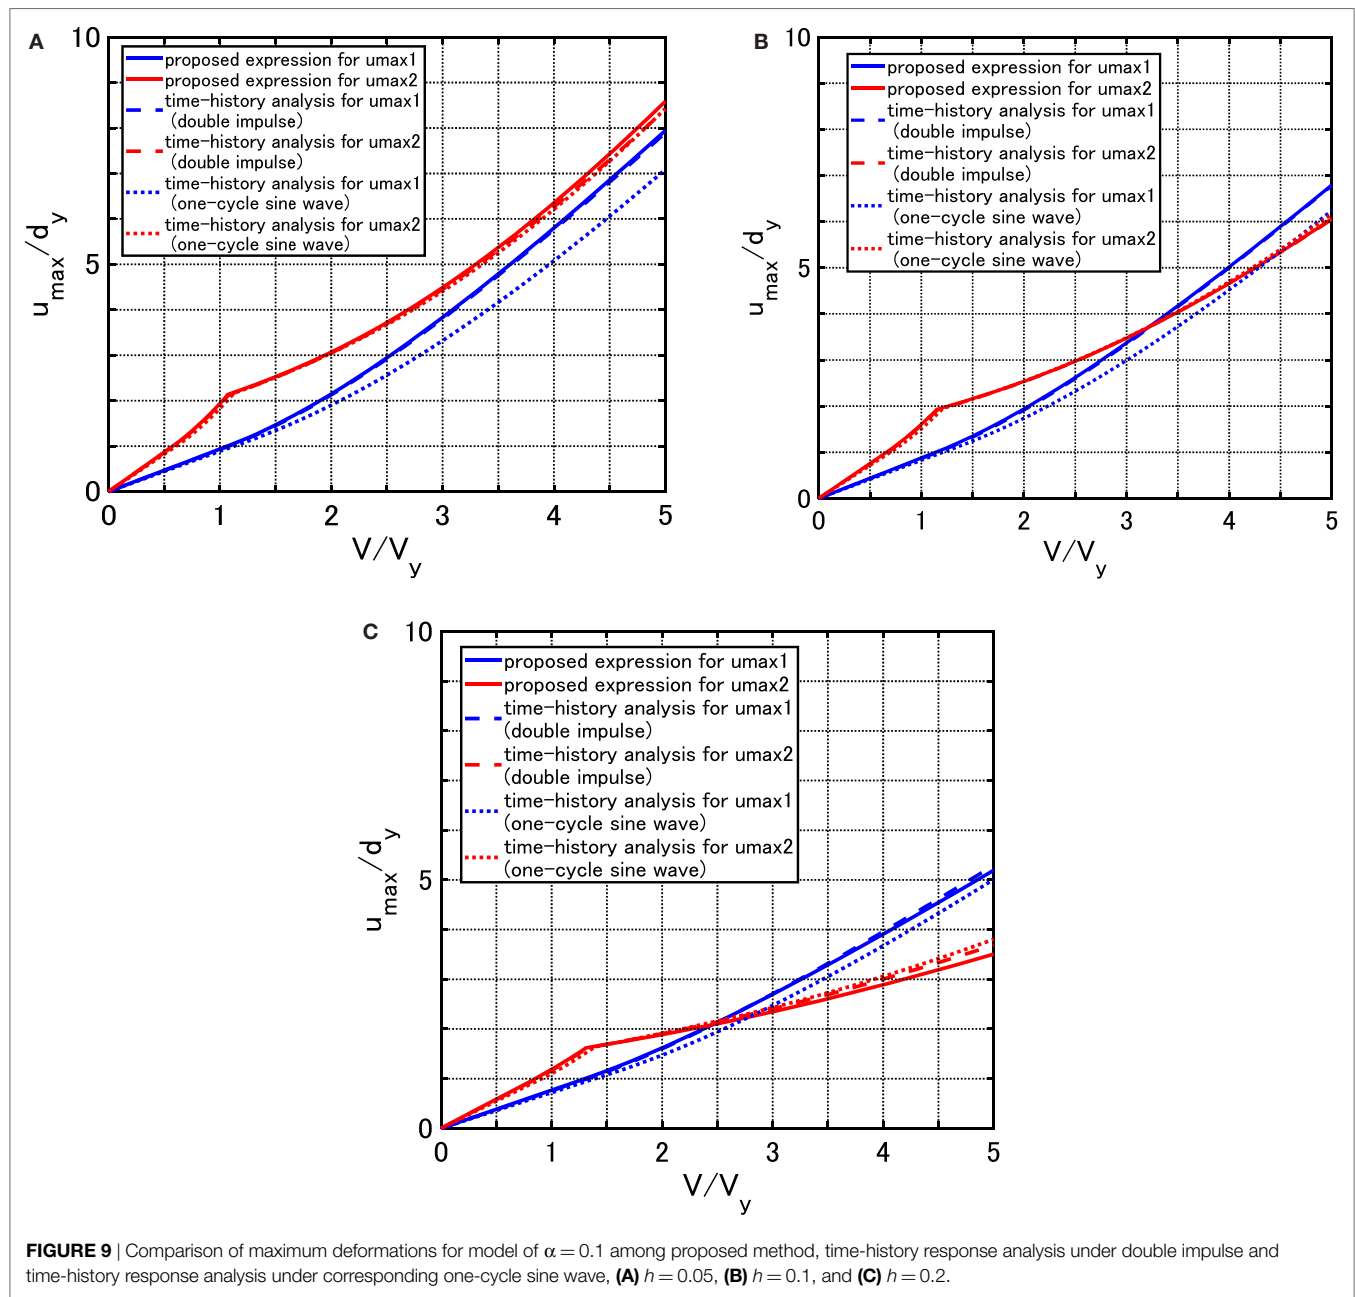 A
10
5
0
0 1 2 3 4 5
u_max/d_y
V/V_y
proposed expression for umax1
proposed expression for umax2
time-history analysis for umax1
(double impulse)
time-history analysis for umax2
(double impulse)
time-history analysis for umax1
(one-cycle sine wave)
time-history analysis for umax2
(one-cycle sine wave)
B
10
5
0
0 1 2 3 4 5
u_max/d_y
V/V_y
proposed expression for umax1
proposed expression for umax2
time-history analysis for umax1
(double impulse)
time-history analysis for umax2
(double impulse)
time-history analysis for umax1
(one-cycle sine wave)
time-history analysis for umax2
(one-cycle sine wave)
C
10
5
0
0 1 2 3 4 5
u_max/d_y
V/V_y
proposed expression for umax1
proposed expression for umax2
time-history analysis for umax1
(double impulse)
time-history analysis for umax2
(double impulse)
time-history analysis for umax1
(one-cycle sine wave)
time-history analysis for umax2
(one-cycle sine wave)
FIGURE 9 | Comparison of maximum deformations for model of α = 0.1 among proposed method, time-history response analysis under double impulse and
time-history response analysis under corresponding one-cycle sine wave, (A) h = 0.05, (B) h = 0.1, and (C) h = 0.2.